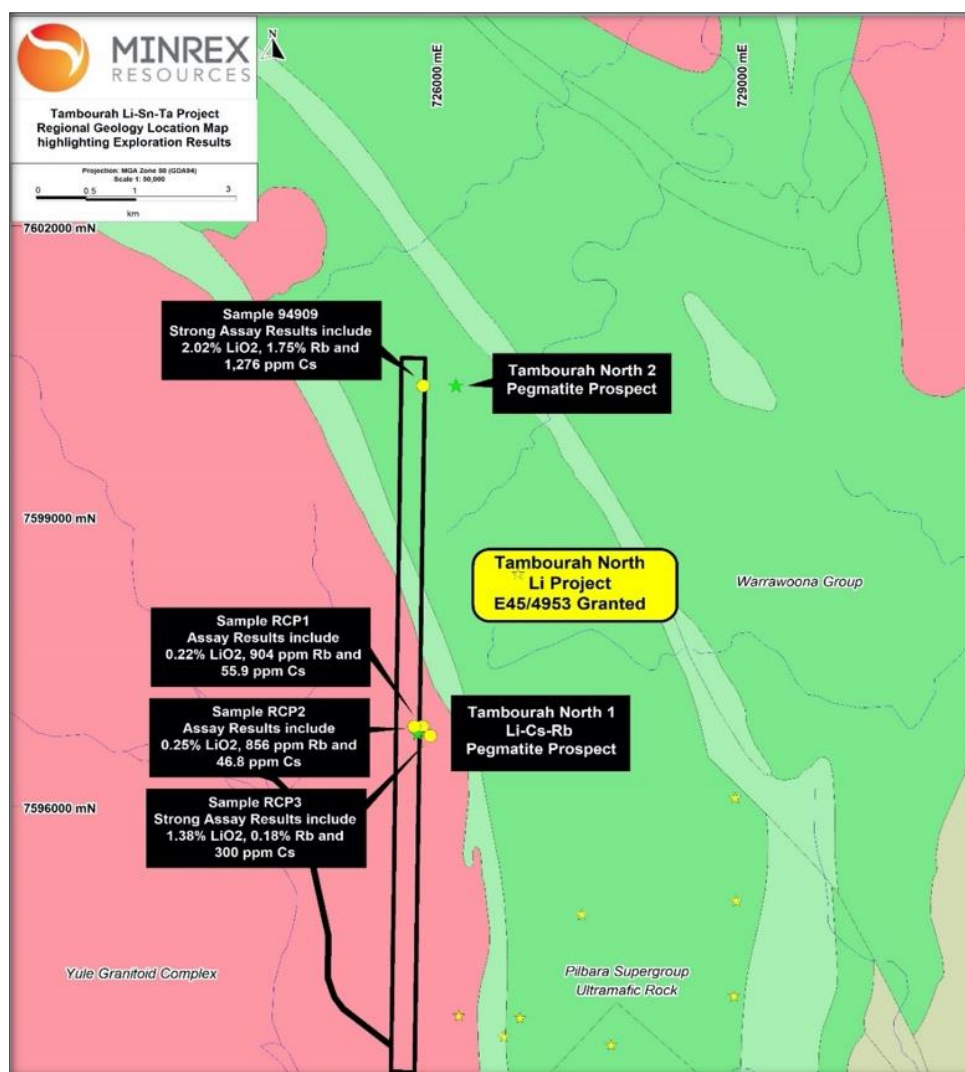 MINREX
RESOURCES
N
Tambourah Li-Sn-Ta Project
Regional Geology Location Map
highlighting Exploration Results
Projection: MGA Zone 50 (GDA94)
Scale 1: 50,000
0 0.5 1 3
km
726000 mE
729000 mE
7602000 mN
Sample 94909
Strong Assay Results include
2.02% LiO2, 1.75% Rb and
1,276 ppm Cs
Tambourah North 2
Pegmatite Prospect
7599000 mN
Tambourah North
Li Project
E45/4953 Granted
Warrawoona Group
Sample RCP1
Assay Results include
0.22% LiO2, 904 ppm Rb and
55.9 ppm Cs
Sample RCP2
Assay Results include
0.25% LiO2, 856 ppm Rb and
46.8 ppm Cs
Tambourah North 1
Li-Cs-Rb
Pegmatite Prospect
7596000 mN
Sample RCP3
Strong Assay Results include
1.38% LiO2, 0.18% Rb and
300 ppm Cs
Yule Granitoid Complex
Pilbara Supergroup
Ultramafic Rock